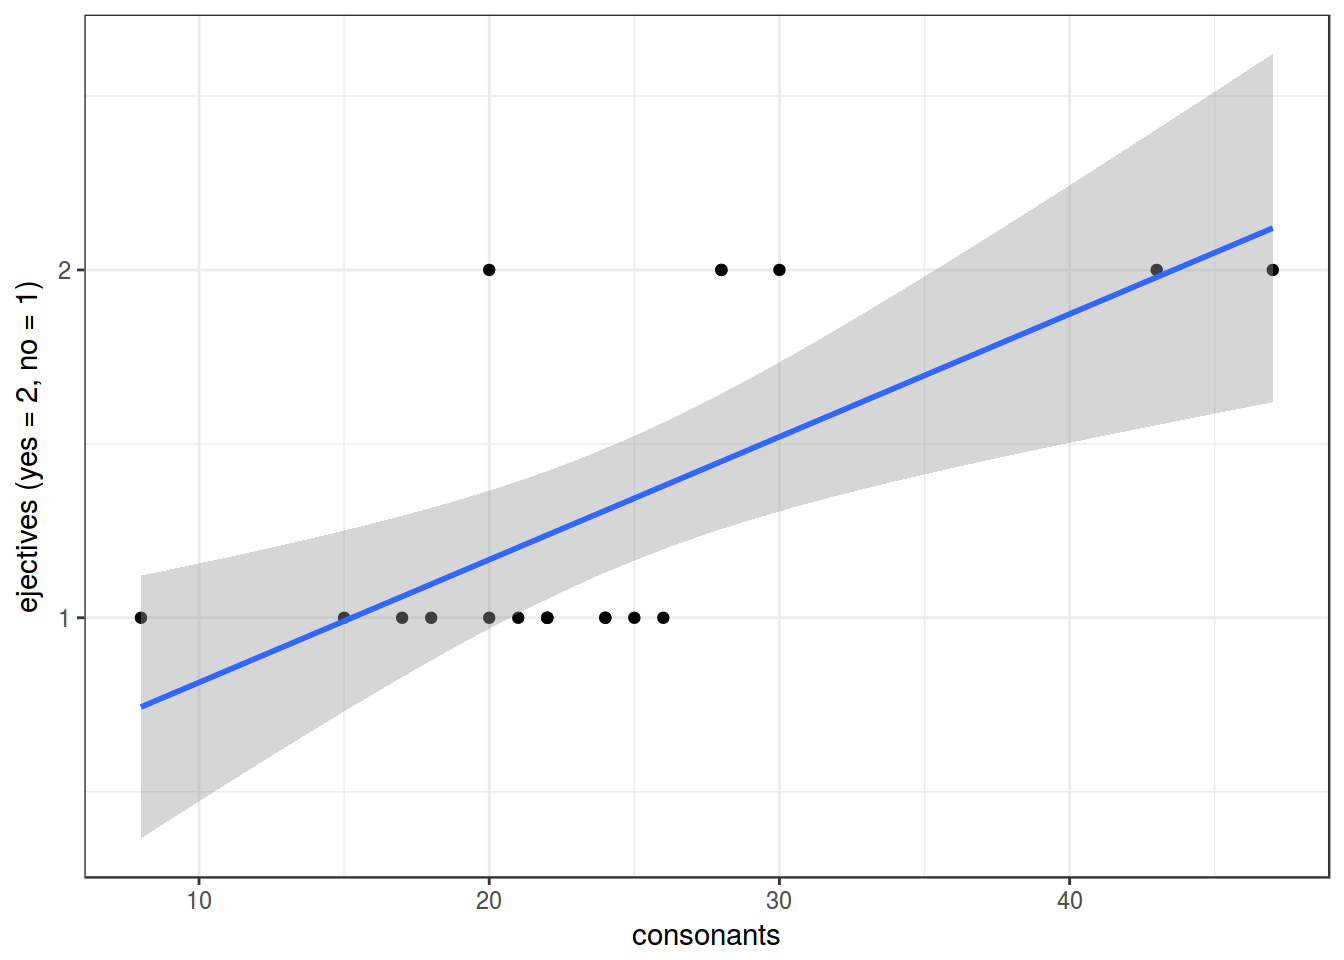 ejectives (yes = 2, no = 1)
2
1
10 20 30 40
consonants